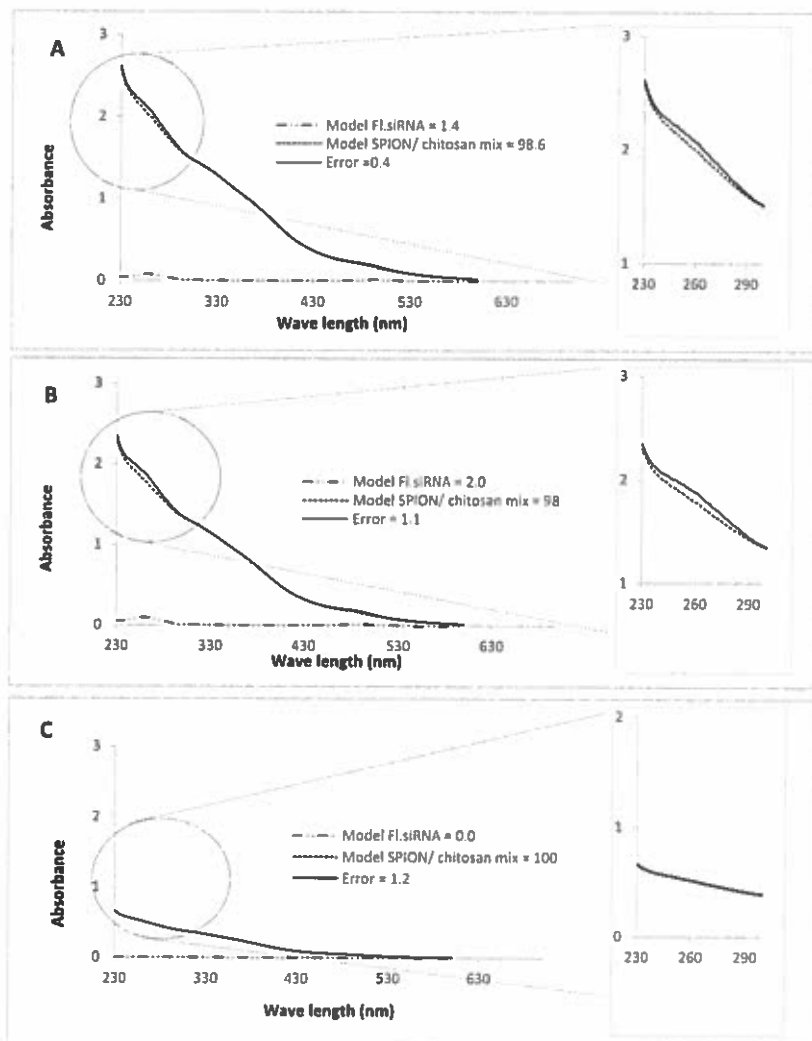 A
3
2
1
0
Absorbance
Model Fl.siRNA = 1.4
Model SPION/ chitosan mix = 98.6
Error =0.4
230 330 430 530 630
Wave length (nm)
3
2
1
230 260 290
B
3
2
1
0
Absorbance
Model Fl.siRNA = 2.0
Model SPION/ chitosan mix = 98
Error = 1.1
230 330 430 530 630
Wave length (nm)
3
2
1
230 260 290
C
3
2
1
0
Absorbance
Model Fl.siRNA = 0.0
Model SPION/ chitosan mix = 100
Error = 1.2
230 330 430 530 630
Wave length (nm)
2
1
0
230 260 290